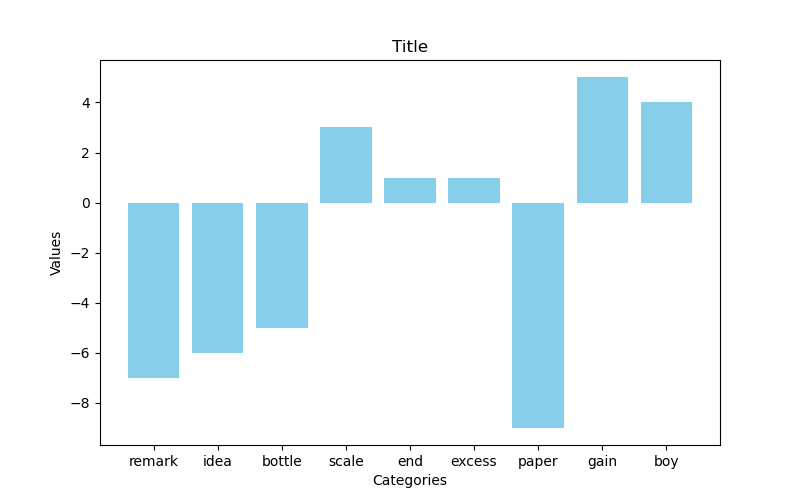 Title
4
2
0
−2
−4
−6
−8
Values
remark idea bottle scale end excess paper gain boy
Categories